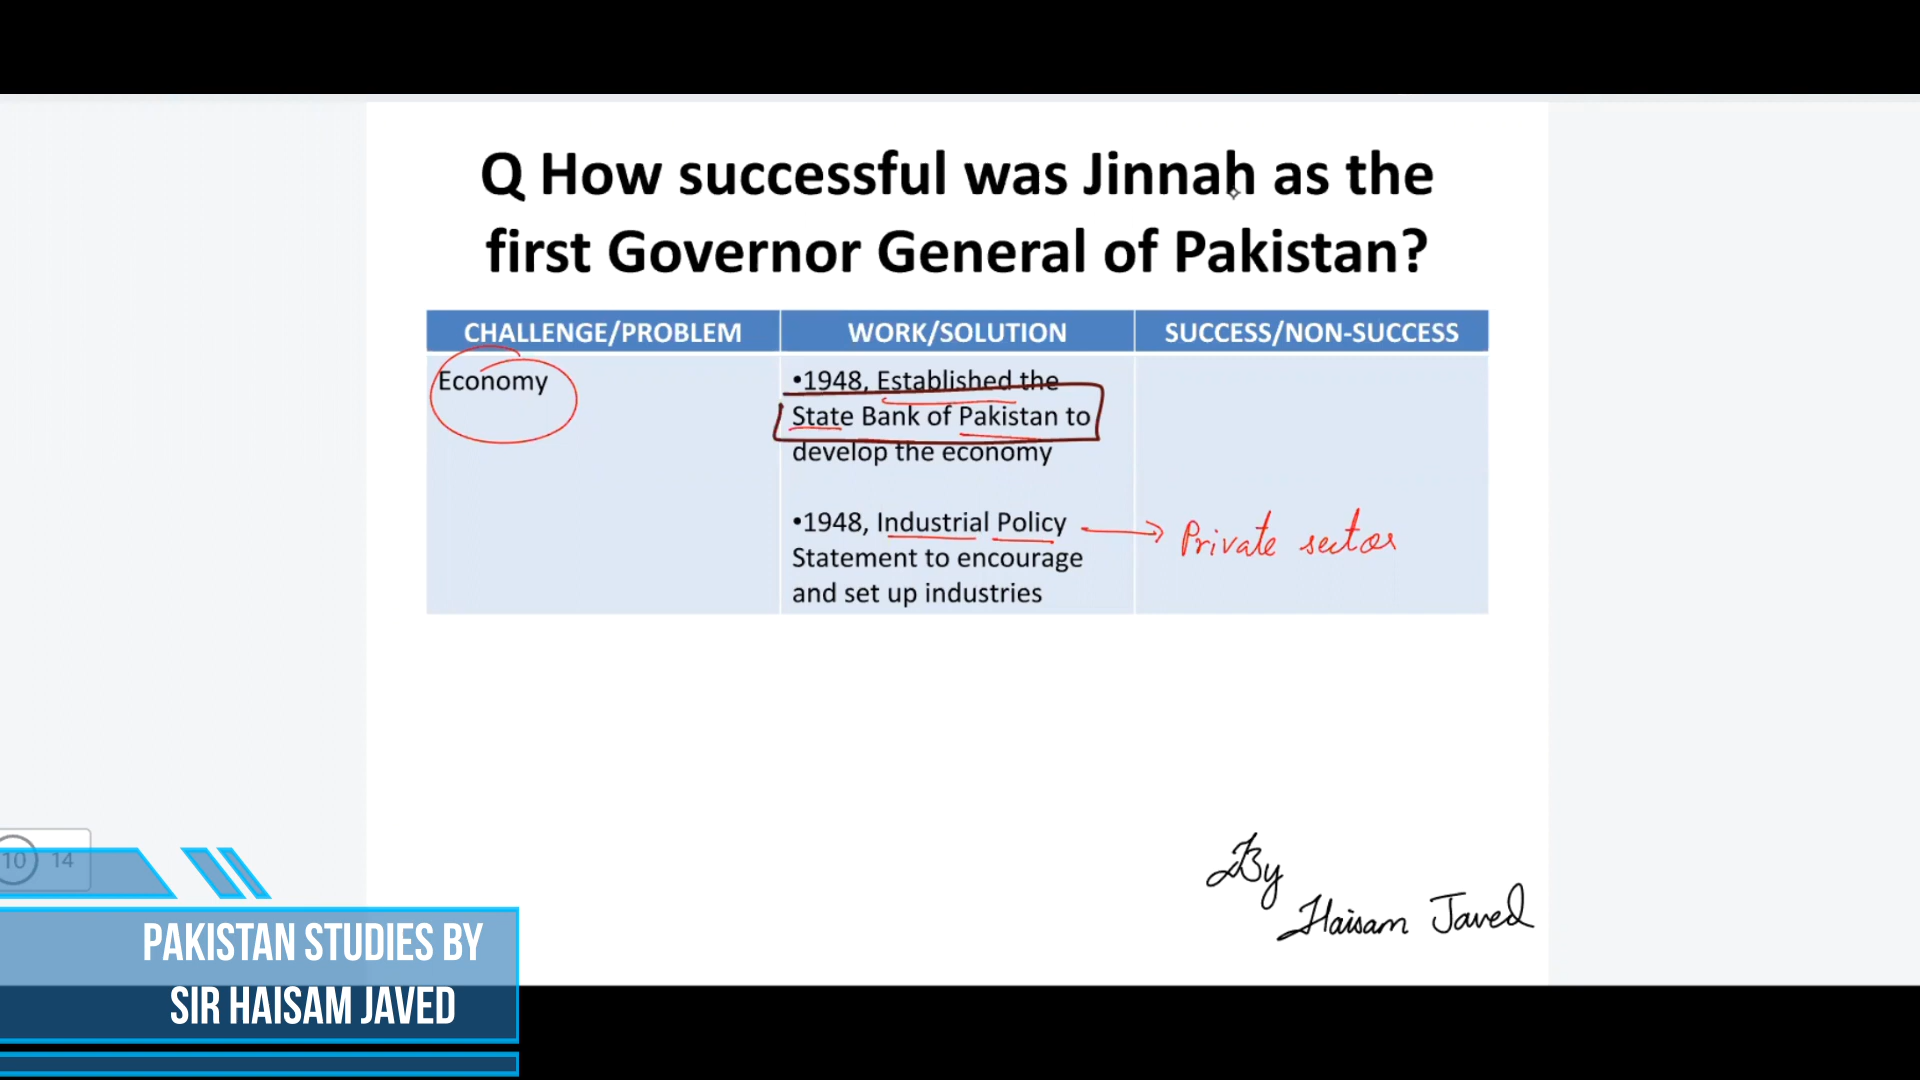 Q How successful was Jinnah as the
first Governor General of Pakistan?
CHALLENGE/PROBLEM
WORK/SOLUTION
SUCCESS/NON-SUCCESS
Economy
•1948, Established the
State Bank of Pakistan to
develop the economy
•1948, Industrial Policy
Statement to encourage
and set up industries
Private sector
By
Haisam Javed
10 14
PAKISTAN STUDIES BY
SIR HAISAM JAVED